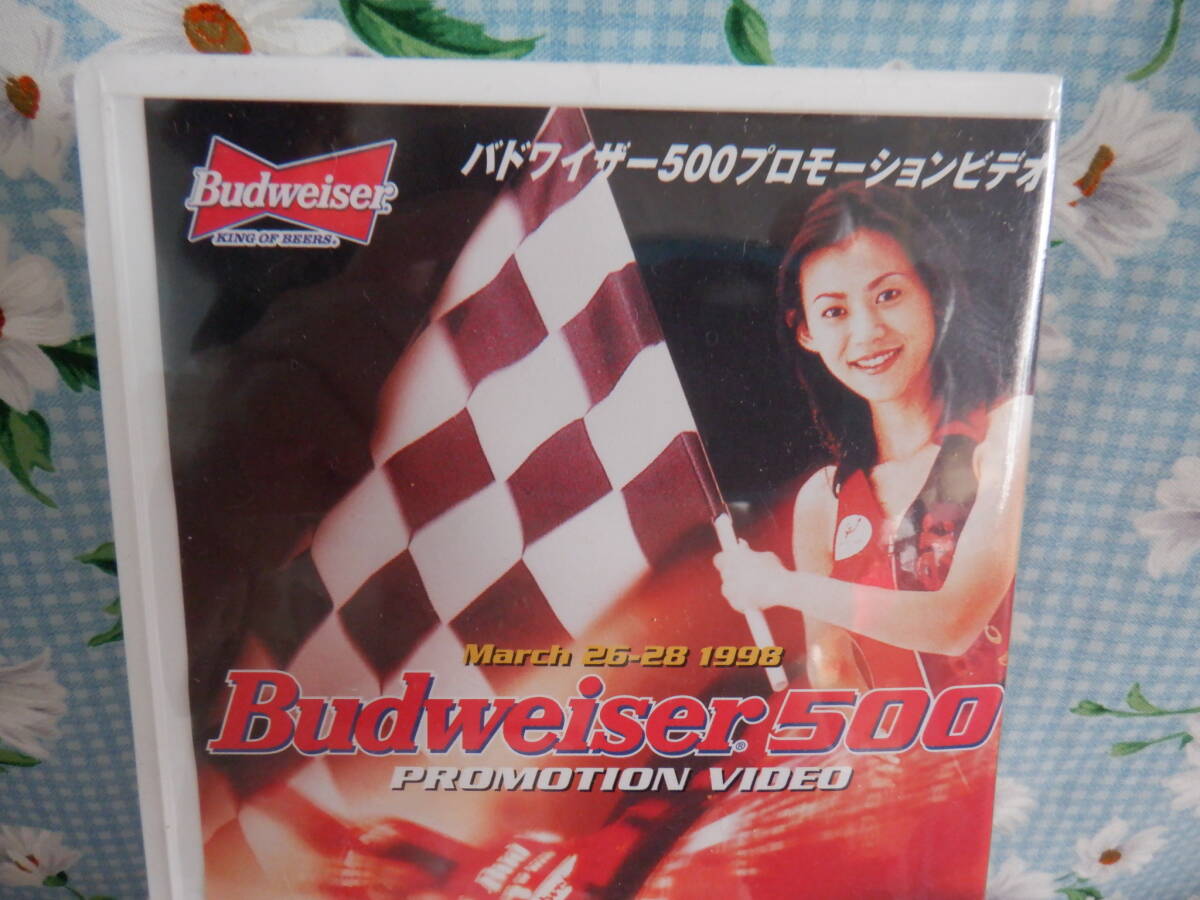 Budweiser®
KING OF BEERS®
バドワイザー500プロモーションビデオ
March 26-28 1998
Budweiser® 500
PROMOTION VIDEO